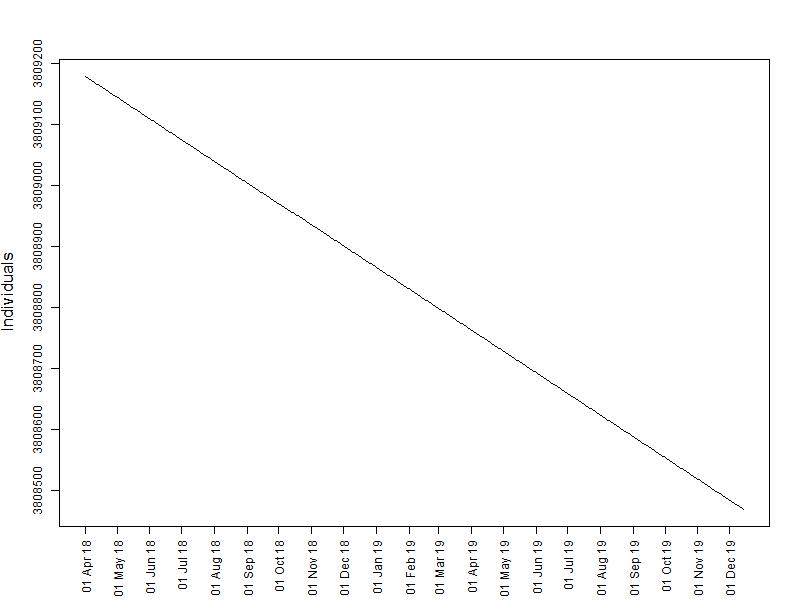 Individuals
3809200
3809100
3809000
3808900
3808800
3808700
3808600
3808500
01 Apr 18
01 May 18
01 Jun 18
01 Jul 18
01 Aug 18
01 Sep 18
01 Oct 18
01 Nov 18
01 Dec 18
01 Jan 19
01 Feb 19
01 Mar 19
01 Apr 19
01 May 19
01 Jun 19
01 Jul 19
01 Aug 19
01 Sep 19
01 Oct 19
01 Nov 19
01 Dec 19